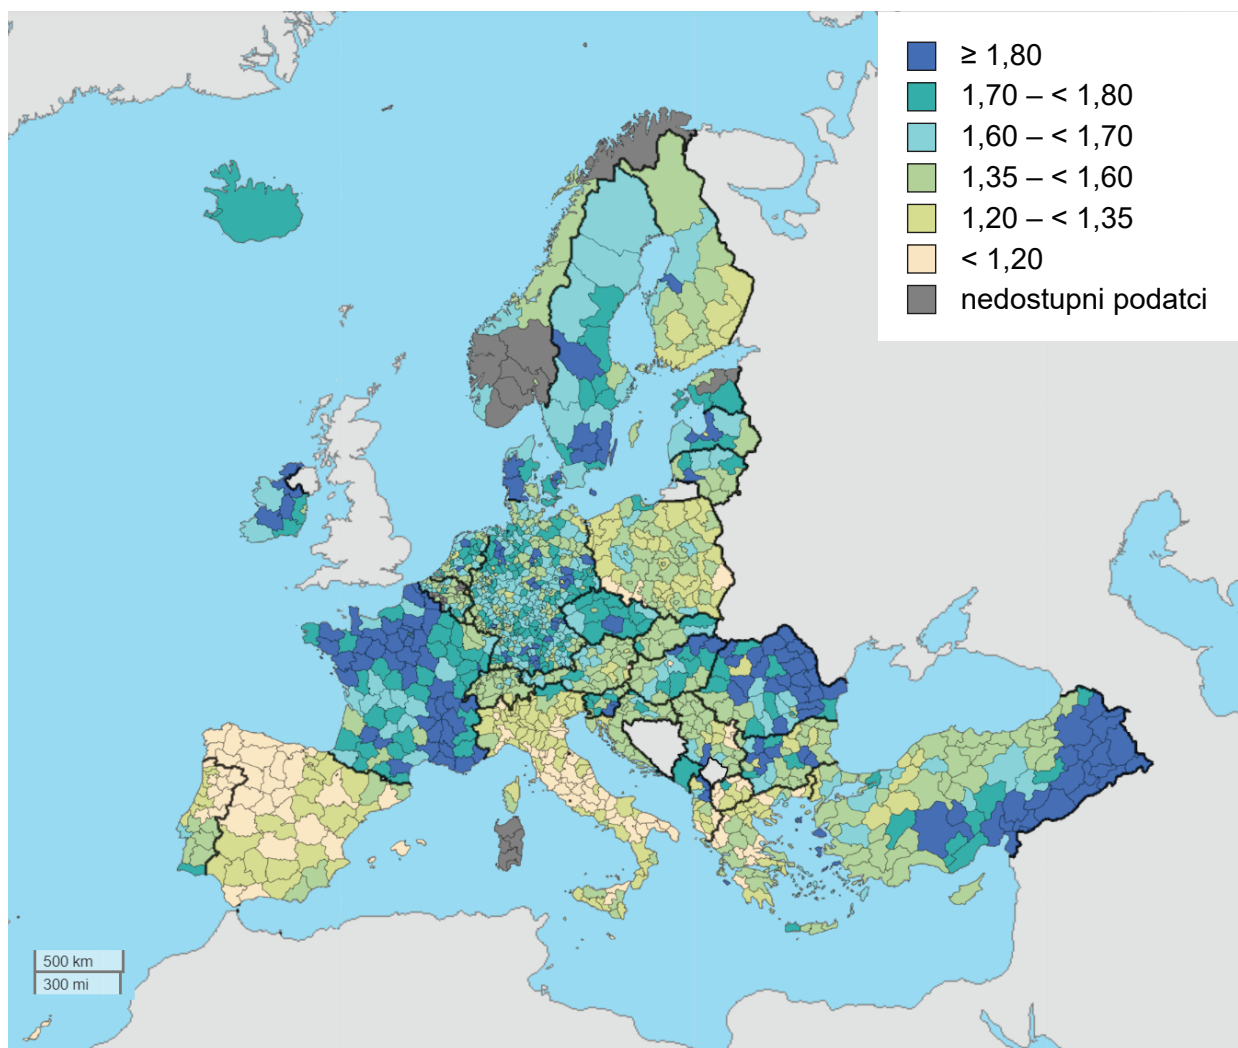 ≥ 1,80
1,70 – < 1,80
1,60 – < 1,70
1,35 – < 1,60
1,20 – < 1,35
< 1,20
nedostupni podatci
500 km
300 mi